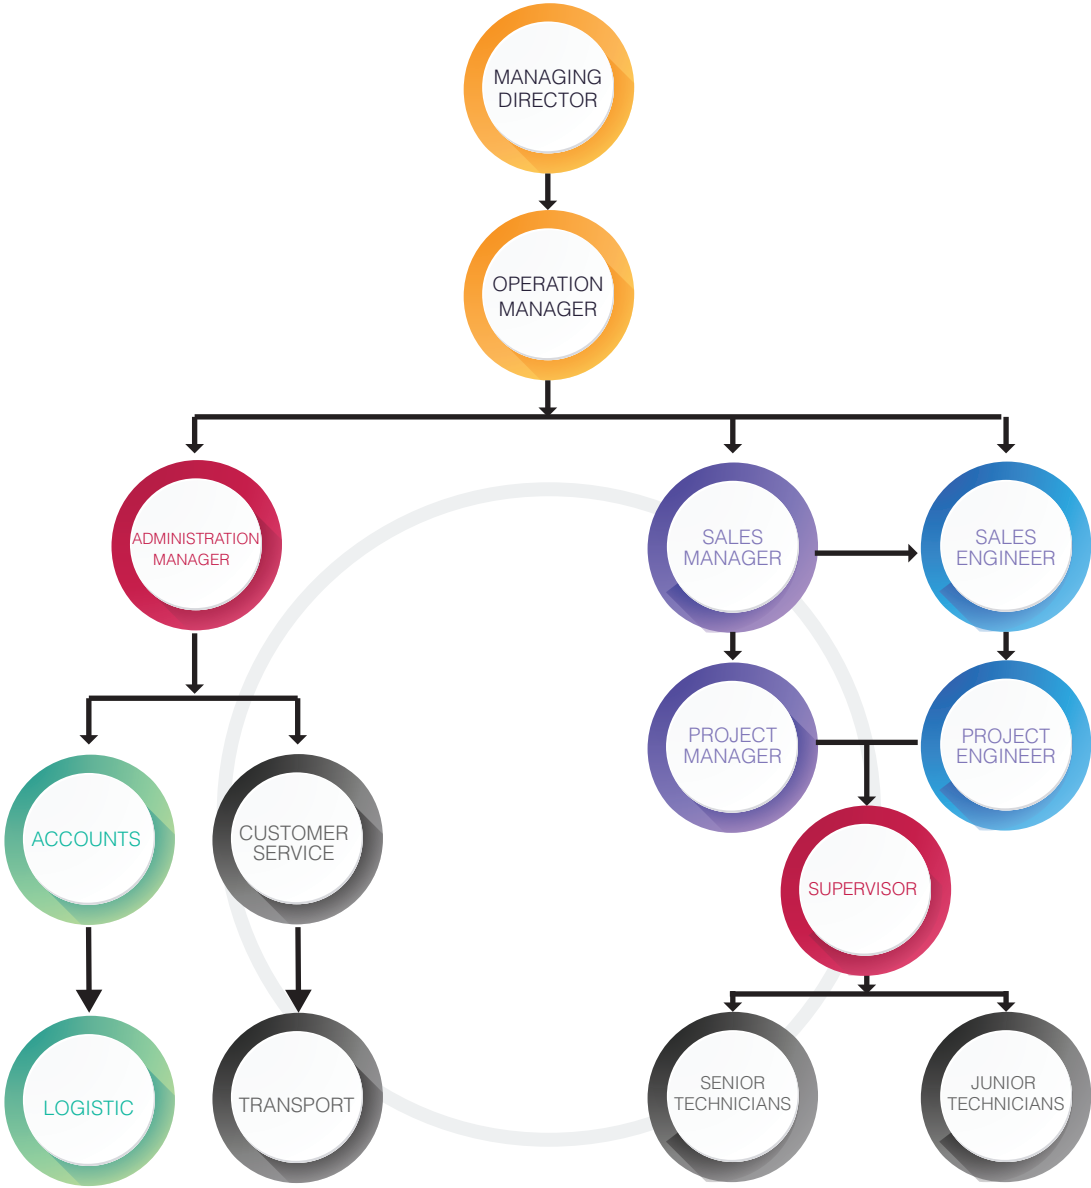 MANAGING
DIRECTOR
OPERATION
MANAGER
ADMINISTRATION
MANAGER
SALES
MANAGER
SALES
ENGINEER
PROJECT
MANAGER
PROJECT
ENGINEER
ACCOUNTS
CUSTOMER
SERVICE
SUPERVISOR
LOGISTIC
TRANSPORT
SENIOR
TECHNICIANS
JUNIOR
TECHNICIANS